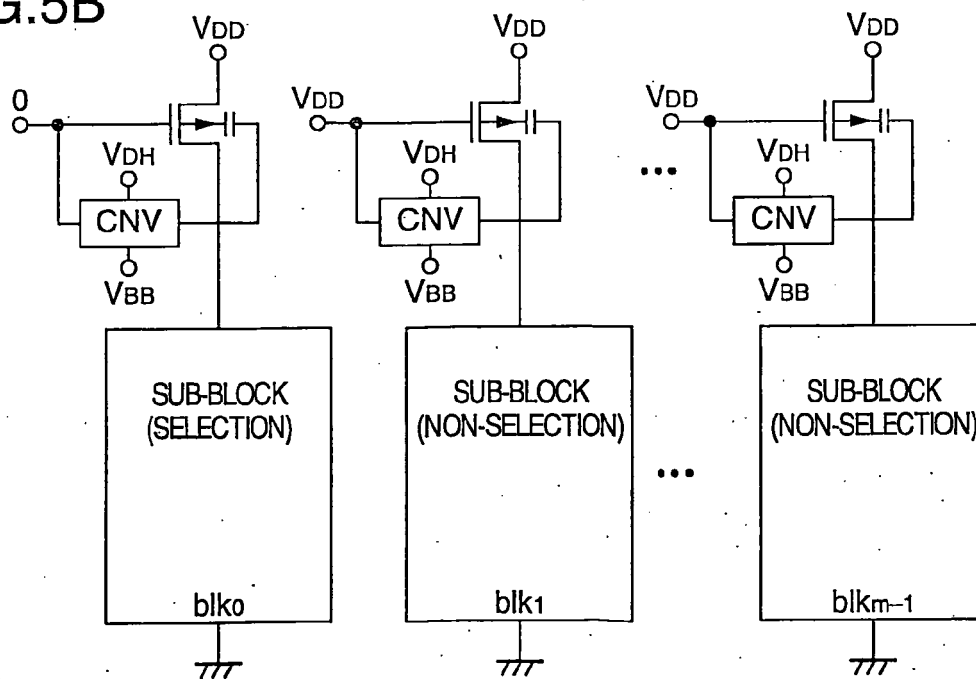 G.5B
VDD
0
VDH
CNV
VBB
SUB-BLOCK
(SELECTION)
blk0
VDD
VDD
VDH
CNV
VBB
SUB-BLOCK
(NON-SELECTION)
blk1
...
...
VDD
VDD
VDH
CNV
VBB
SUB-BLOCK
(NON-SELECTION)
blkm-1